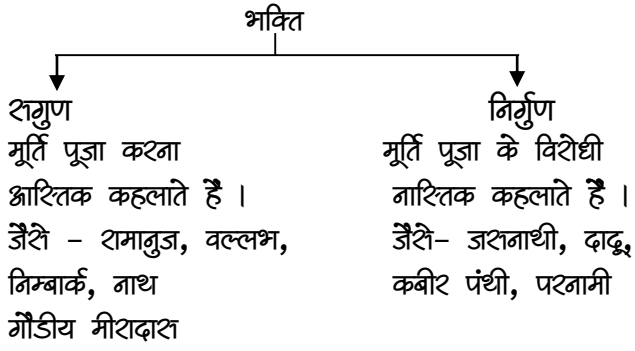 भक्ति
सगुण
मूर्ति पूजा करना
आस्तिक कहलाते है ।
जैसे – रामानुज, वल्लभ,
निम्बार्क, नाथ
गौडीय मीरादास
निर्गुण
मूर्ति पूजा के विरोधी
नास्तिक कहलाते है ।
जैसे– जसनाथी, दादू,
कबीर पंथी, परनामी